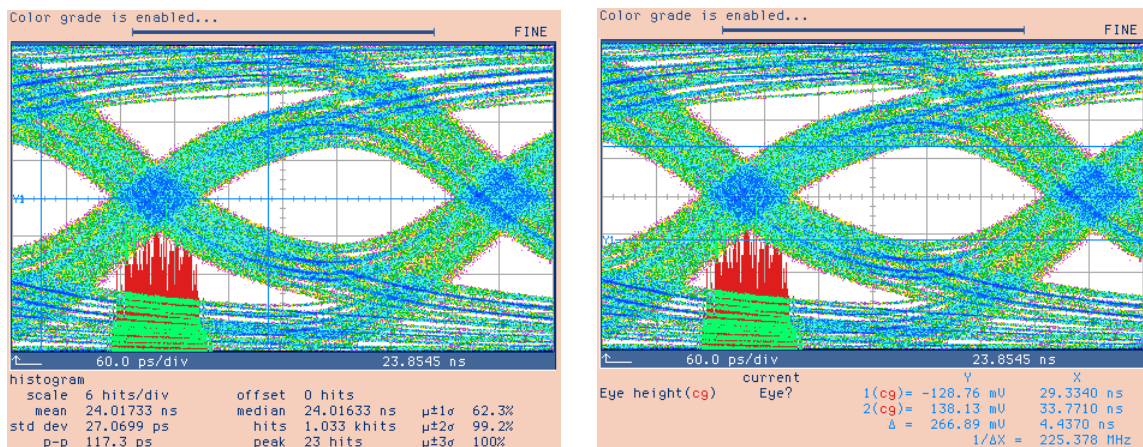 Color grade is enabled...
FINE
Y1
60.0 ps/div 23.8545 ns
histogram
scale 6 hits/div offset 0 hits
mean 24.01733 ns median 24.01633 ns μ±1σ 62.3%
std dev 27.0699 ps hits 1.033 khits μ±2σ 99.2%
p-p 117.3 ps peak 23 hits μ±3σ 100%
Color grade is enabled...
FINE
Y1
60.0 ps/div 23.8545 ns
current Y X
Eye height(cg) Eye? 1(cg)= -128.76 mV 29.3340 ns
2(cg)= 138.13 mV 33.7710 ns
Δ = 266.89 mV 4.4370 ns
1/ΔX = 225.378 MHz